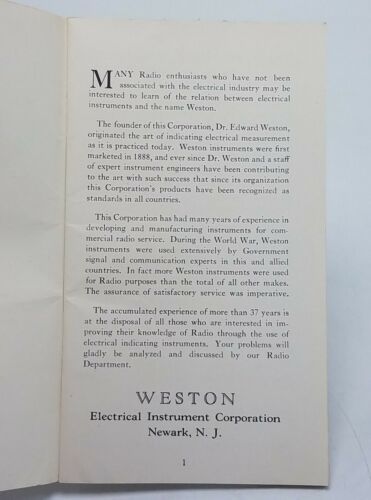 MANY Radio enthusiasts who have not been
associated with the electrical industry may be
interested to learn of the relation between electrical
instruments and the name Weston.
The founder of this Corporation, Dr. Edward Weston,
originated the art of indicating electrical measurement
as it is practiced today. Weston instruments were first
marketed in 1888, and ever since Dr. Weston and a staff
of expert instrument engineers have been contributing
to the art with such success that since its organization
this Corporation's products have been recognized as
standards in all countries.
This Corporation has had many years of experience in
developing and manufacturing instruments for com-
mercial radio service. During the World War, Weston
instruments were used extensively by Government
signal and communication experts in this and allied
countries. In fact more Weston instruments were used
for Radio purposes than the total of all other makes.
The assurance of satisfactory service was imperative.
The accumulated experience of more than 37 years is
at the disposal of all those who are interested in im-
proving their knowledge of Radio through the use of
electrical indicating instruments. Your problems will
gladly be analyzed and discussed by our Radio
Department.
WESTON
Electrical Instrument Corporation
Newark, N. J.
1